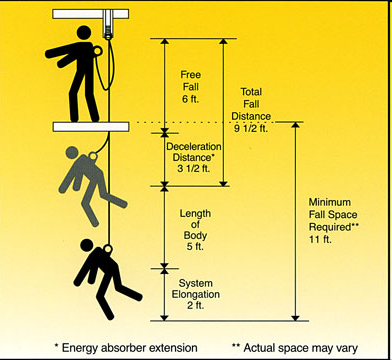 Free
Fall
6 ft.
Total
Fall
Distance
9 1/2 ft.
Deceleration
Distance*
3 1/2 ft.
Length
of
Body
5 ft.
Minimum
Fall Space
Required**
11 ft.
System
Elongation
2 ft.
* Energy absorber extension
** Actual space may vary